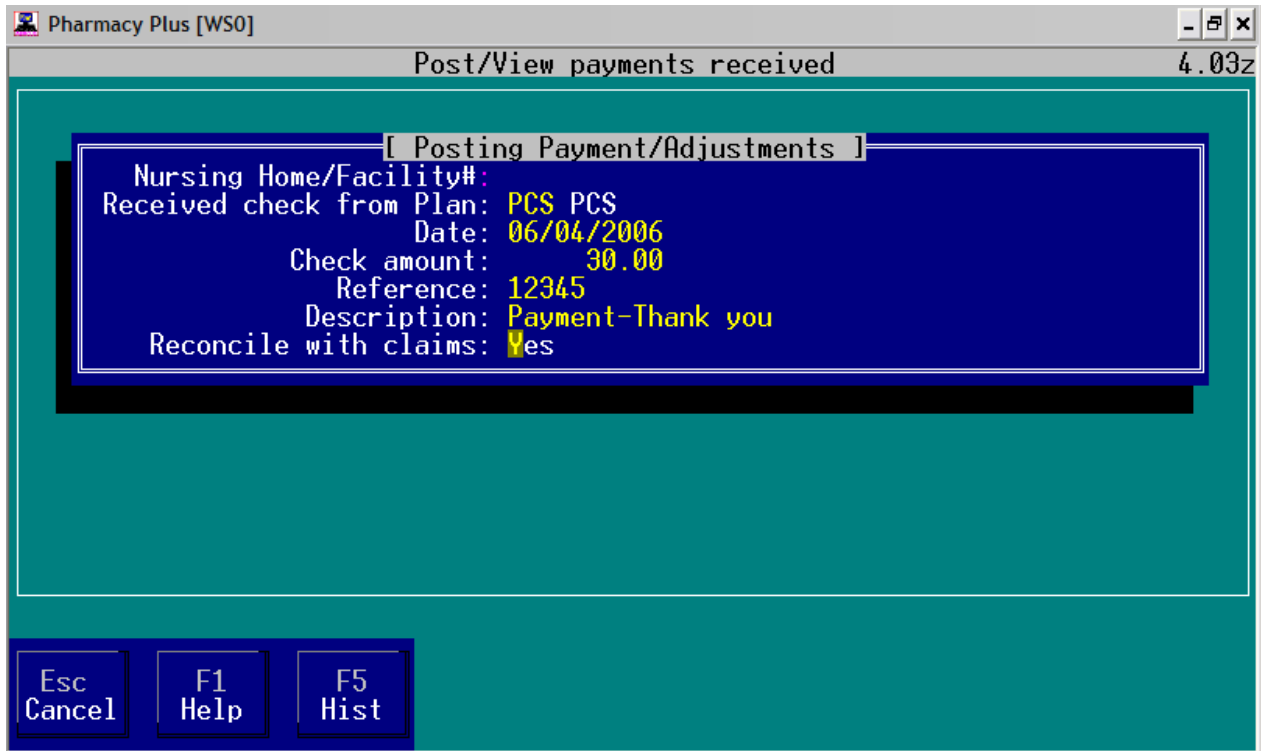 Pharmacy Plus [WS0]
Post/View payments received 4.03z
[ Posting Payment/Adjustments ]
Nursing Home/Facility#:
Received check from Plan: PCS PCS
Date: 06/04/2006
Check amount: 30.00
Reference: 12345
Description: Payment-Thank you
Reconcile with claims: Yes
Esc F1 F5
Cancel Help Hist